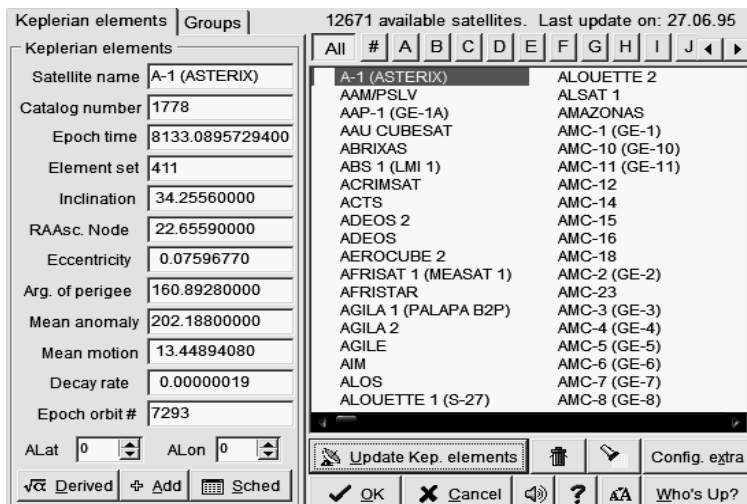 Keplerian elements Groups
Keplerian elements
Satellite name A-1 (ASTERIX)
Catalog number 1778
Epoch time 8133.0895729400
Element set 411
Inclination 34.25560000
RAAsc. Node 22.65590000
Eccentricity 0.07596770
Arg. of perigee 160.89280000
Mean anomaly 202.18800000
Mean motion 13.44894080
Decay rate 0.00000019
Epoch orbit # 7293
ALat 0 ALon 0
√α Derived Add Sched
12671 available satellites. Last update on: 27.06.95
All # A B C D E F G H I J
A-1 (ASTERIX)
AAM/PSLV
AAP-1 (GE-1A)
AAU CUBESAT
ABRIXAS
ABS 1 (LMI 1)
ACRIMSAT
ACTS
ADEOS 2
ADEOS
AEROCUBE 2
AFRISAT 1 (MEASAT 1)
AFRISTAR
AGILA 1 (PALAPA B2P)
AGILA 2
AGILE
AIM
ALOS
ALOUETTE 1 (S-27)
ALOUETTE 2
ALSAT 1
AMAZONAS
AMC-1 (GE-1)
AMC-10 (GE-10)
AMC-11 (GE-11)
AMC-12
AMC-14
AMC-15
AMC-16
AMC-18
AMC-2 (GE-2)
AMC-23
AMC-3 (GE-3)
AMC-4 (GE-4)
AMC-5 (GE-5)
AMC-6 (GE-6)
AMC-7 (GE-7)
AMC-8 (GE-8)
Update Kep. elements Config. extra
OK Cancel ? AA Who's Up?